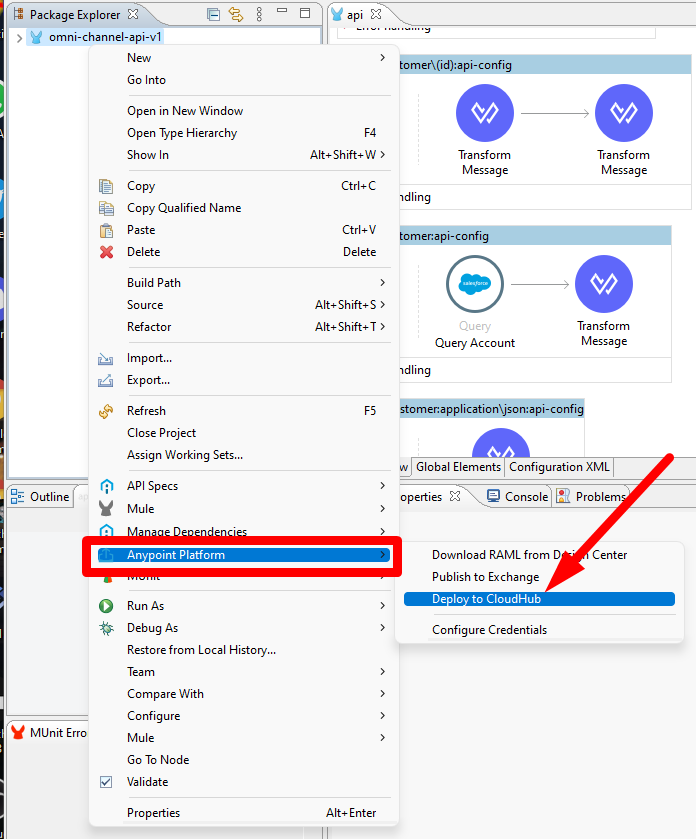 Package Explorer
api
omni-channel-api-v1
New
Go Into
Open in New Window
Open Type Hierarchy F4
Show In Alt+Shift+W
Copy Ctrl+C
Copy Qualified Name
Paste Ctrl+V
Delete Delete
Build Path
Source Alt+Shift+S
Refactor Alt+Shift+T
Import...
Export...
Refresh F5
Close Project
Assign Working Sets...
API Specs
Mule
Manage Dependencies
Anypoint Platform
MUnit
Run As
Debug As
Restore from Local History...
Team
Compare With
Configure
Mule
Go To Node
Validate
Properties Alt+Enter
Download RAML from Design Center
Publish to Exchange
Deploy to CloudHub
Configure Credentials
Error handling
stomer\(id):api-config
Transform
Message
Transform
Message
ndling
tomer:api-config
salesforce
Query
Query Account
Transform
Message
ndling
stomer:application\json:api-config
w
Global Elements
Configuration XML
Outline
operties
Console
Problems
MUnit Erro